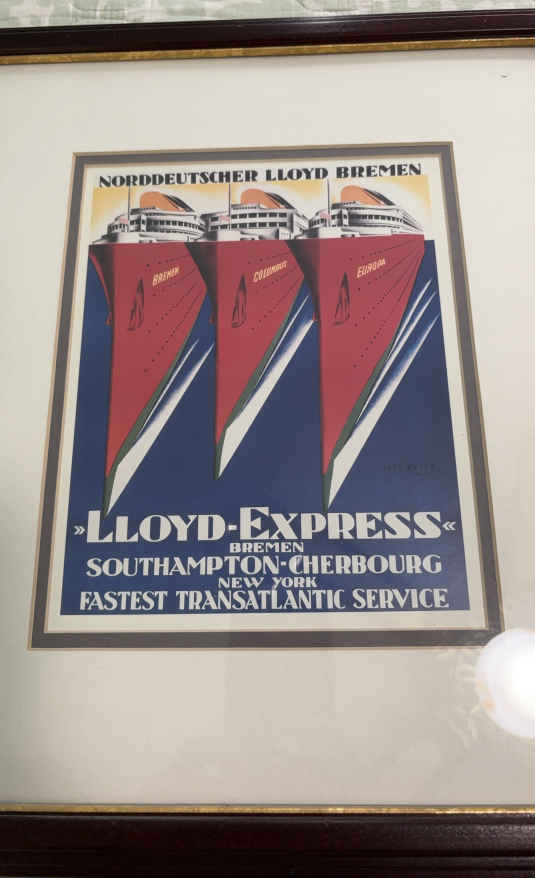 NORDDEUTSCHER LLOYD BREMEN
BREMEN
COLUMBUS
EUROPA
»LLOYD-EXPRESS«
BREMEN
SOUTHAMPTON-CHERBOURG
NEW YORK
FASTEST TRANSATLANTIC SERVICE